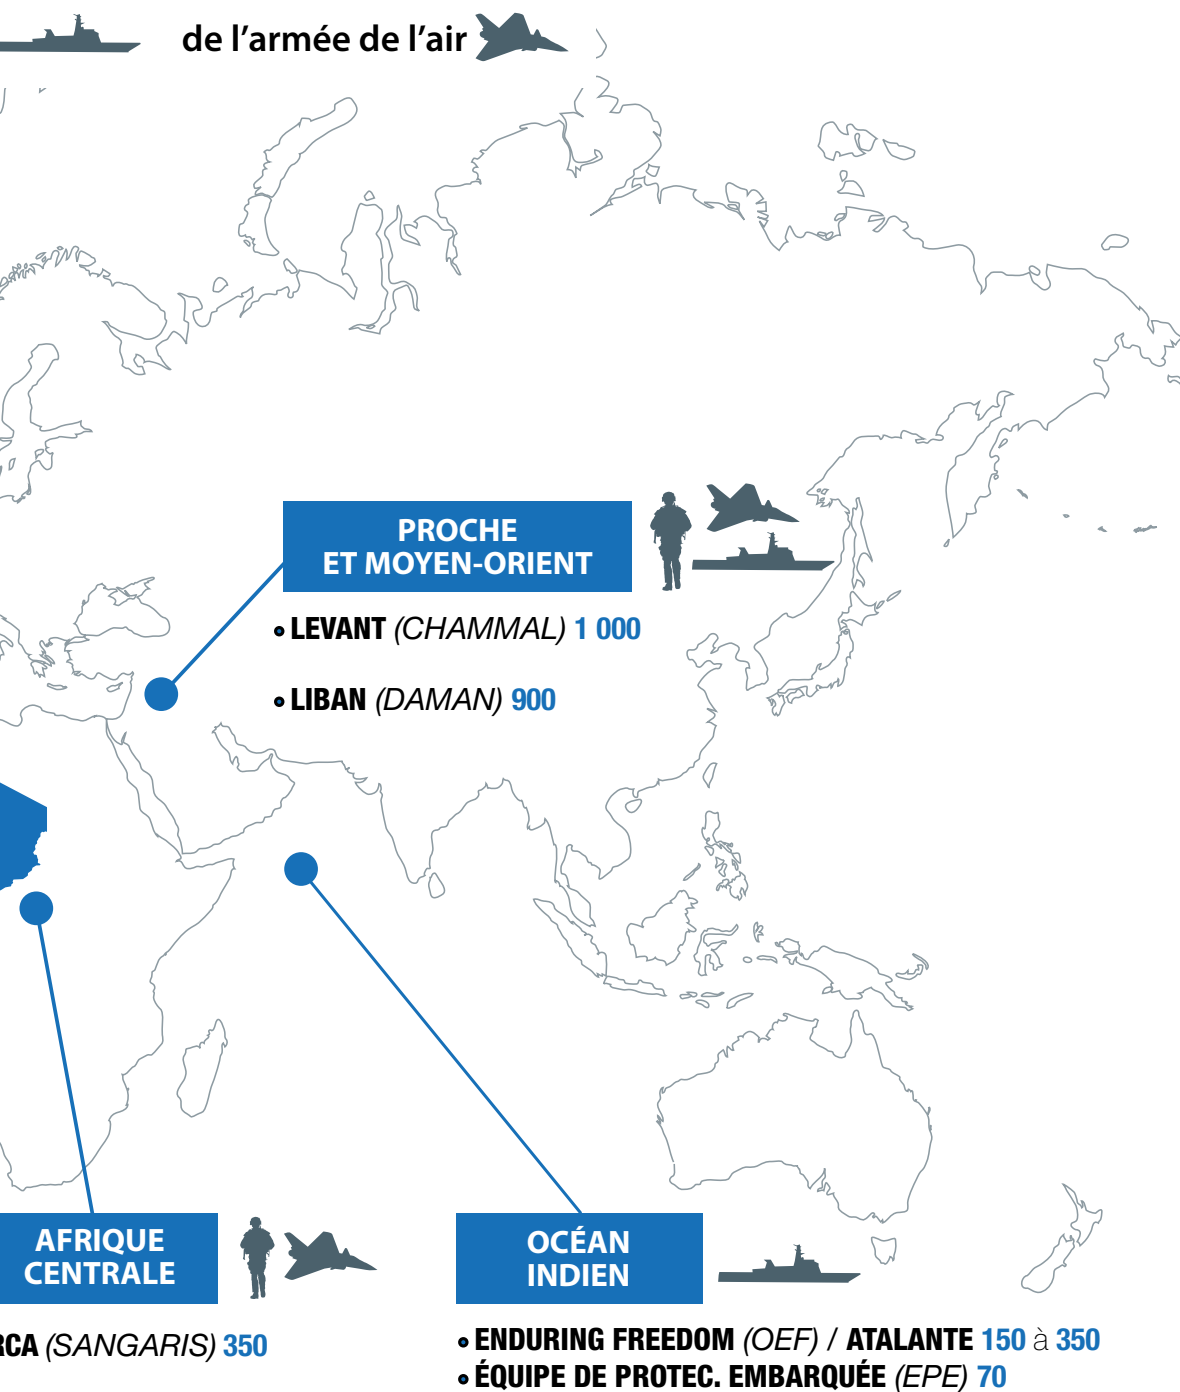 de l'armée de l'air
PROCHE
ET MOYEN-ORIENT
• LEVANT (CHAMMAL) 1 000
• LIBAN (DAMAN) 900
AFRIQUE
CENTRALE
RCA (SANGARIS) 350
OCÉAN
INDIEN
• ENDURING FREEDOM (OEF) / ATALANTE 150 à 350
• ÉQUIPE DE PROTEC. EMBARQUÉE (EPE) 70